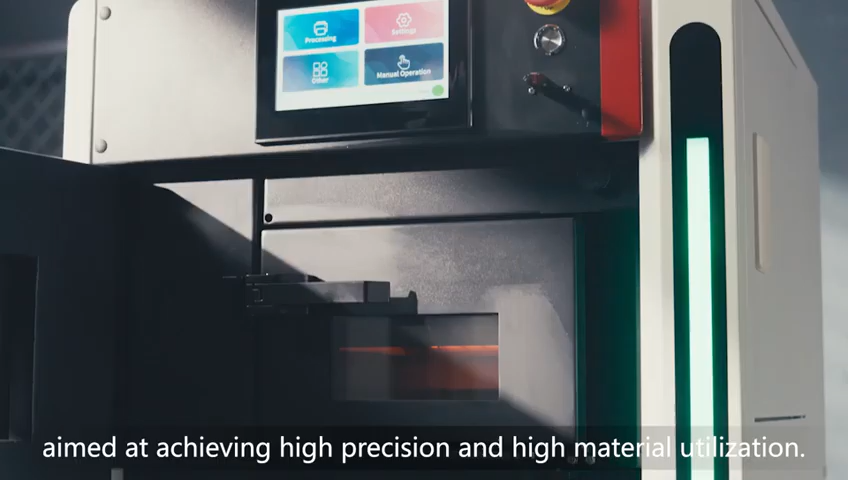 Processing
Settings
Other
Manual Operation
aimed at achieving high precision and high material utilization.